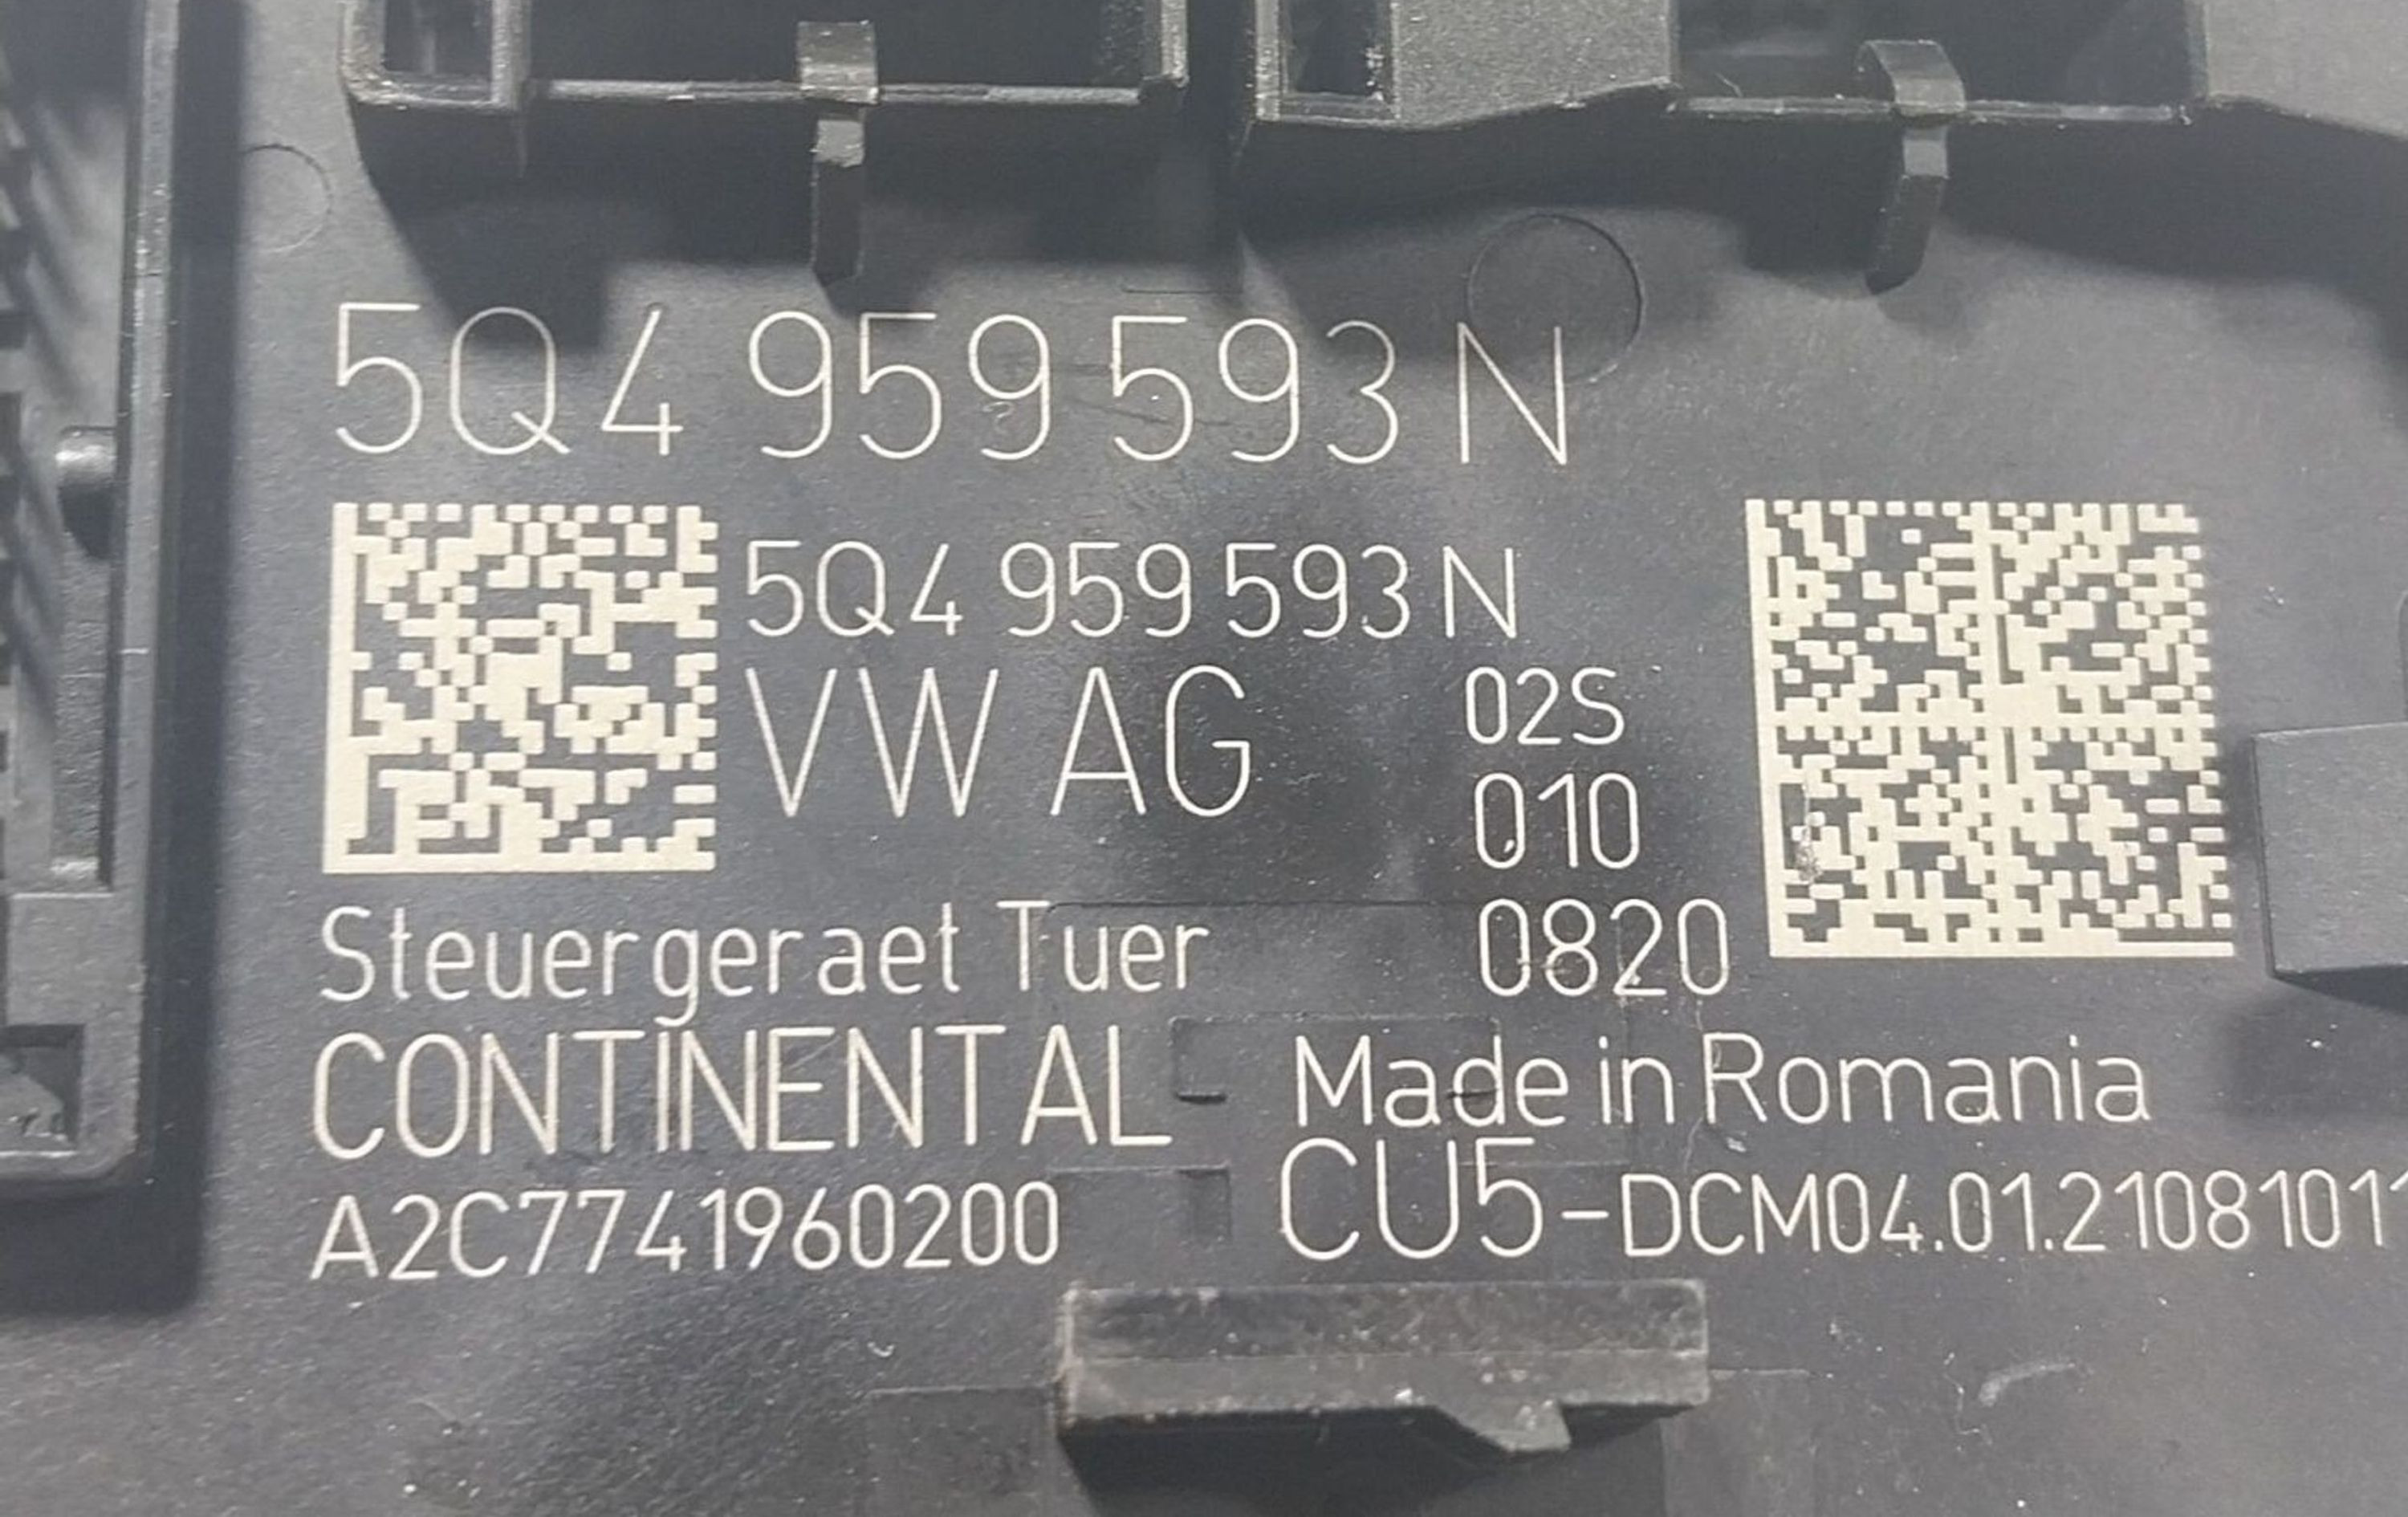 5Q4 959 593 N
5Q4 959 593 N
VW AG
02S
010
0820
Steuergeraet Tuer
CONTINENTAL
Made in Romania
A2C7741960200
CU5-DCM04.01.21081011